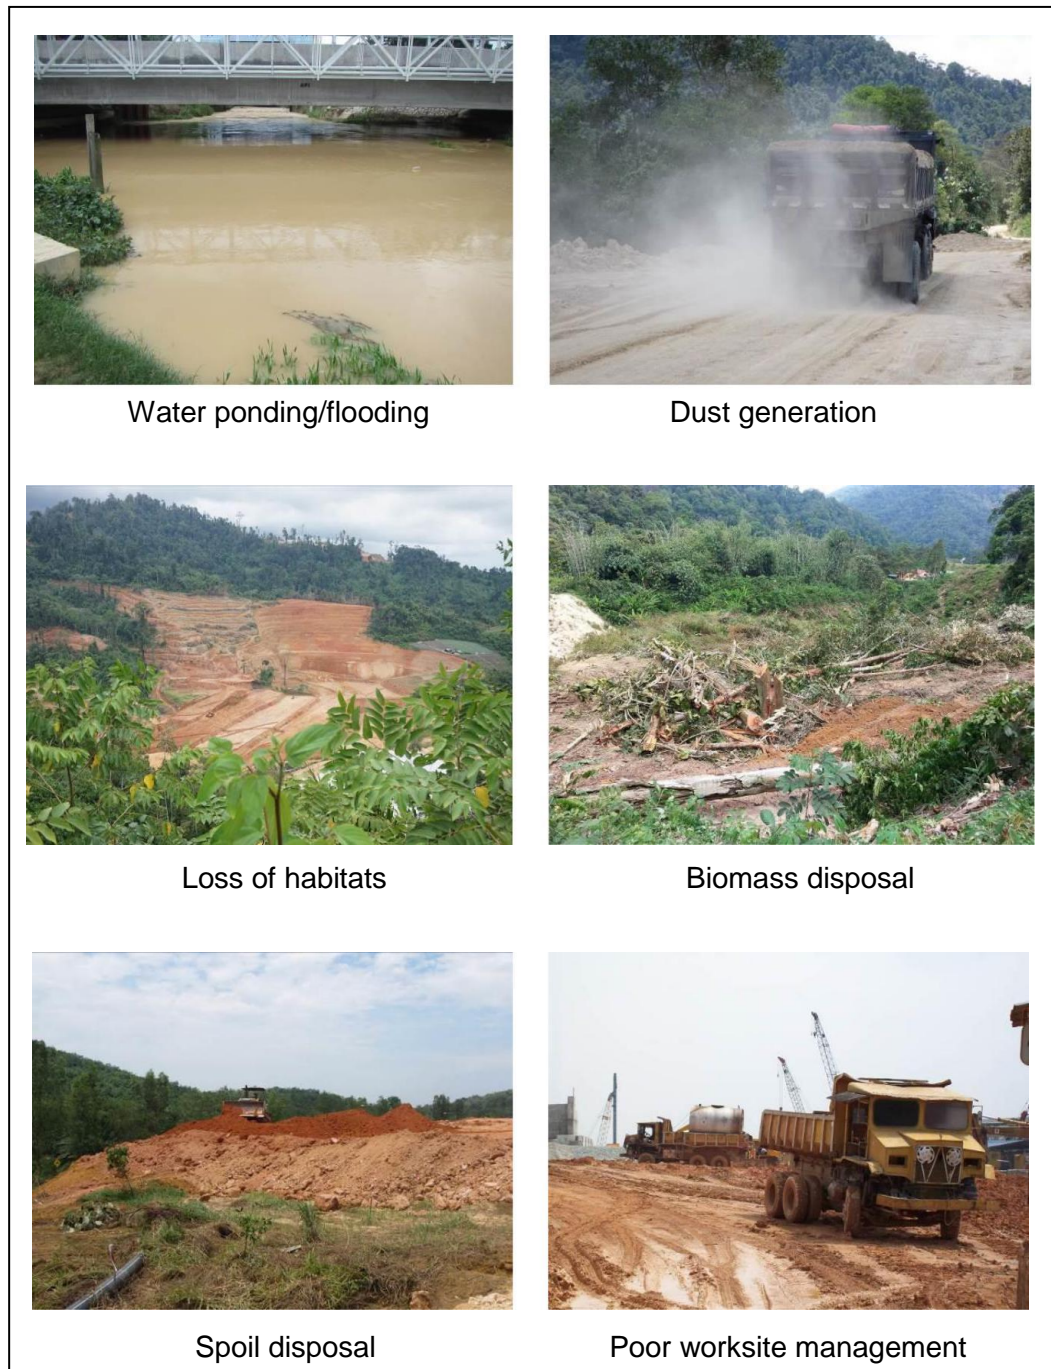 Water ponding/flooding
Dust generation
Loss of habitats
Biomass disposal
Spoil disposal
Poor worksite management